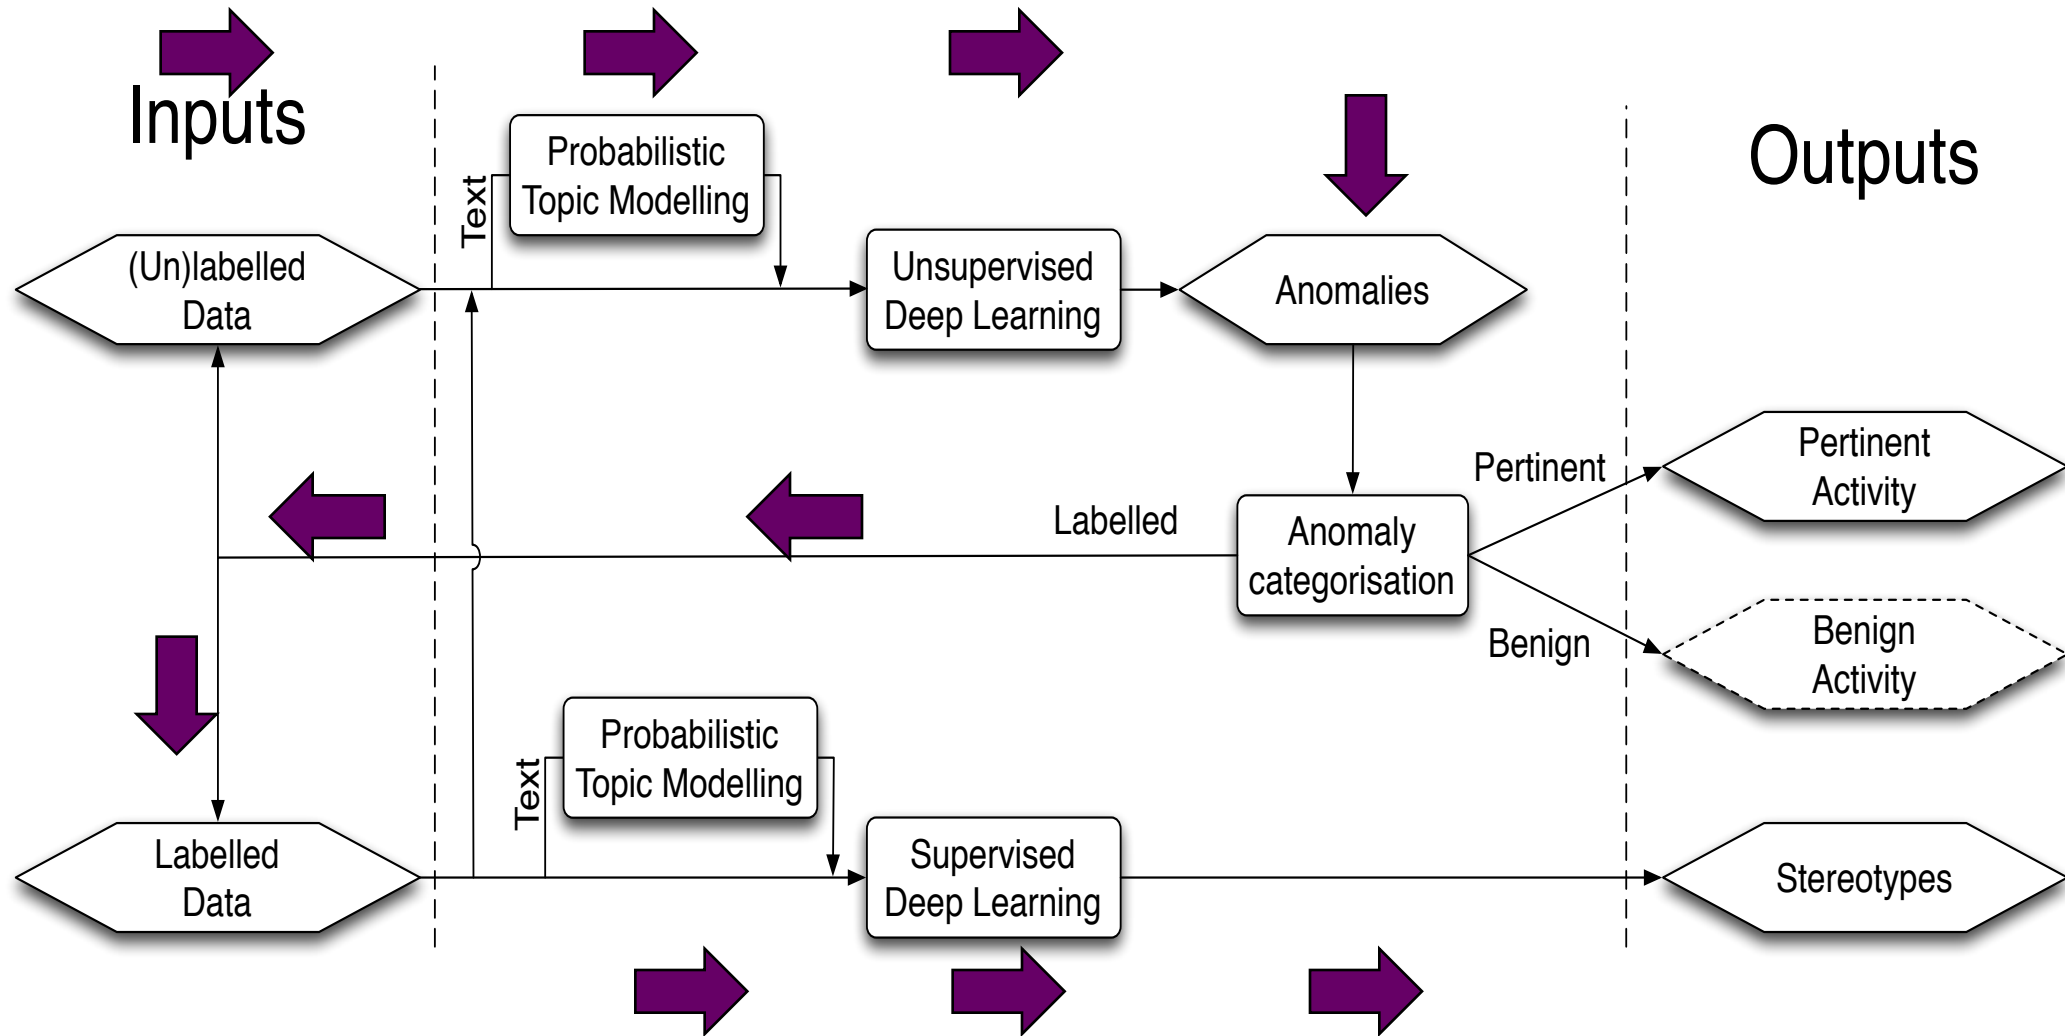 Inputs
Outputs
Text
Probabilistic
Topic Modelling
(Un)labelled
Data
Unsupervised
Deep Learning
Anomalies
Labelled
Anomaly
categorisation
Pertinent
Pertinent
Activity
Benign
Benign
Activity
Text
Probabilistic
Topic Modelling
Labelled
Data
Supervised
Deep Learning
Stereotypes